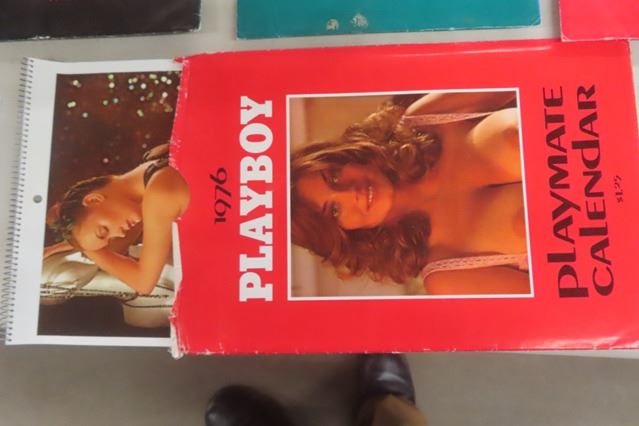 1976
PLAYBOY
PLAYMATE
CALENDAR
$1.25